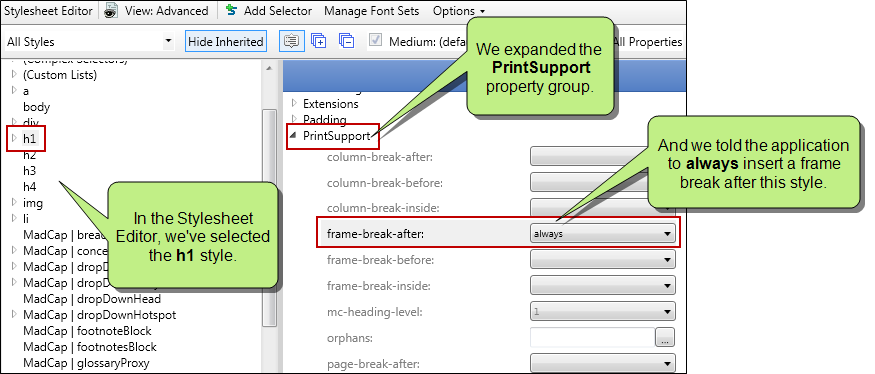 Stylesheet Editor View: Advanced Add Selector Manage Font Sets Options
All Styles Hide Inherited Medium: (defa All Properties
(Complex Selectors)
(Custom Lists)
a
body
div
h1
h2
h3
h4
img
li
MadCap | breac
MadCap | conce
MadCap | dropD
MadCap | dropDownHead
MadCap | dropDownHotspot
MadCap | footnoteBlock
MadCap | footnotesBlock
MadCap | glossaryProxy
Extensions
Padding
PrintSupport
column-break-after:
column-break-before:
column-break-inside:
frame-break-after: always
frame-break-before:
frame-break-inside:
mc-heading-level: 1
orphans: ...
page-break-after:
We expanded the
PrintSupport
property group.
And we told the application
to always insert a frame
break after this style.
In the Stylesheet
Editor, we've selected
the h1 style.